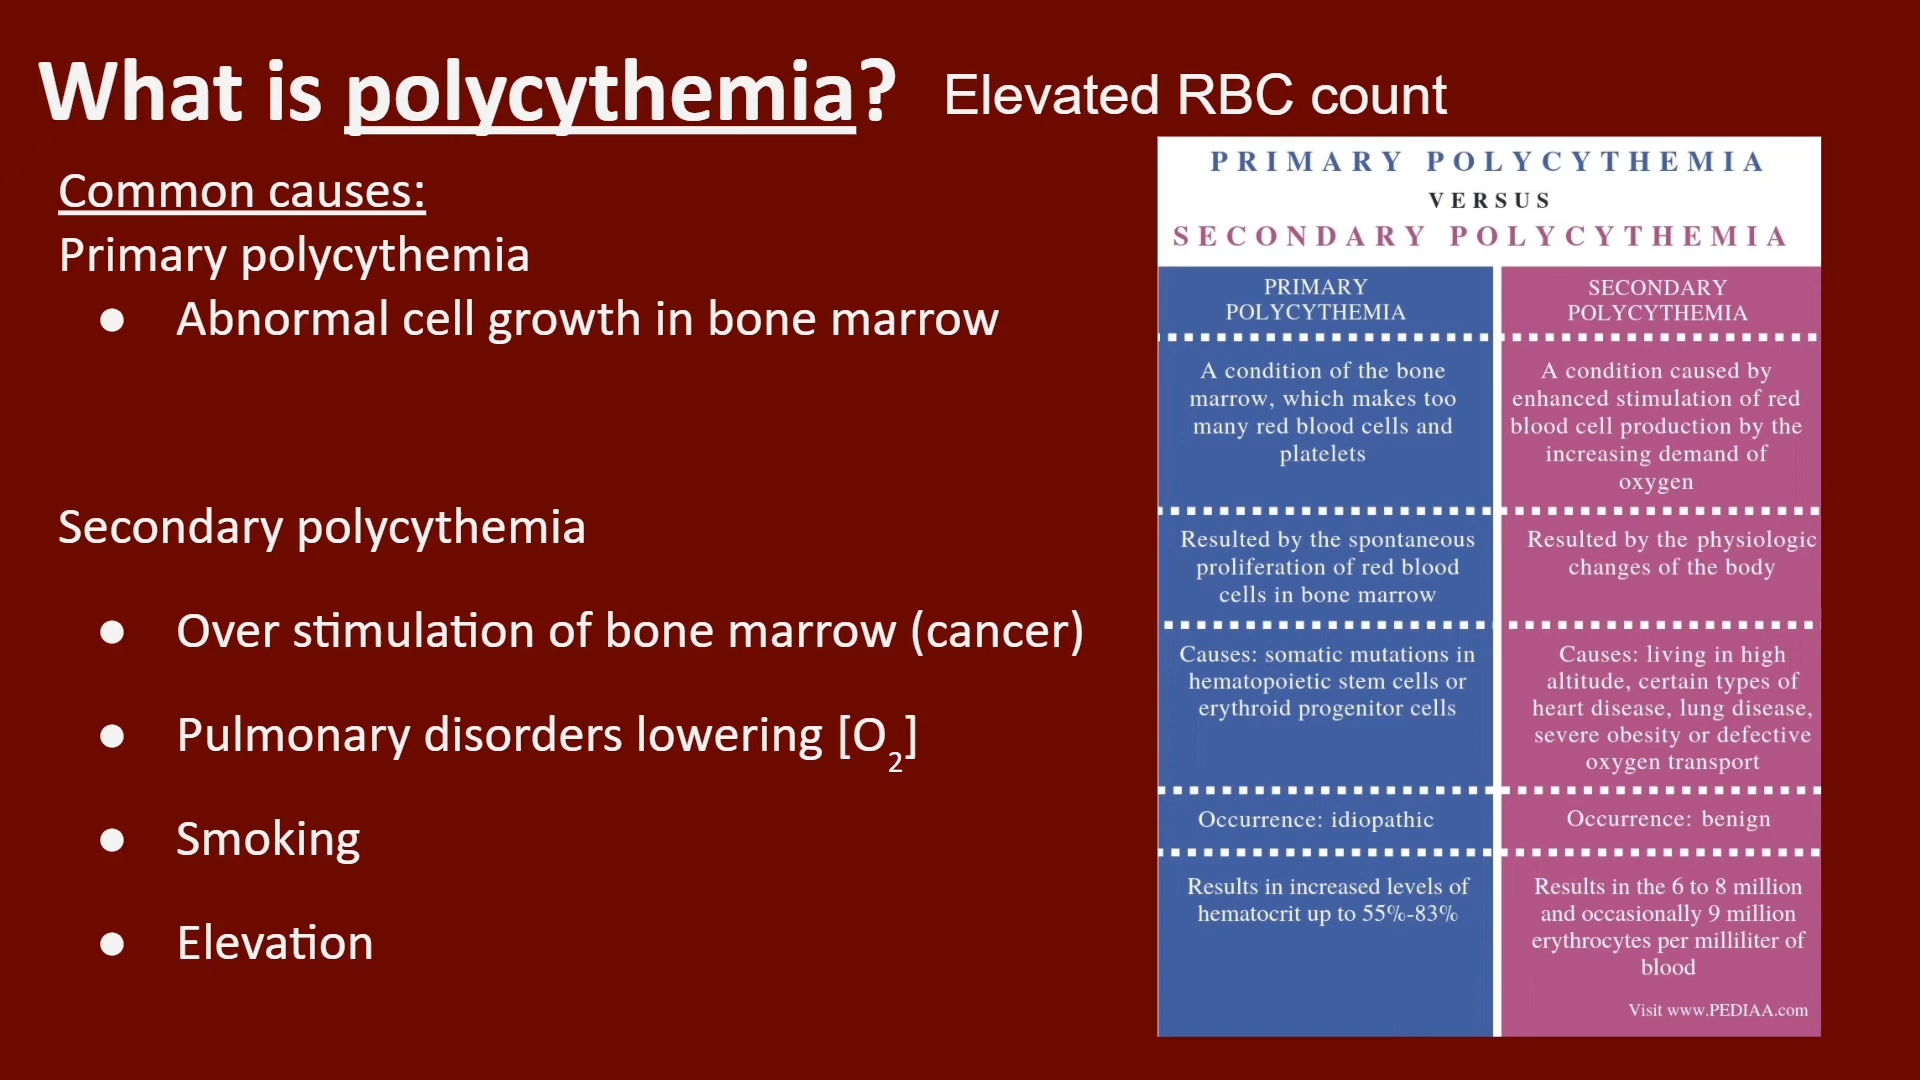 What is polycythemia? Elevated RBC count
Common causes:
Primary polycythemia
● Abnormal cell growth in bone marrow
Secondary polycythemia
● Over stimulation of bone marrow (cancer)
● Pulmonary disorders lowering [O₂]
● Smoking
● Elevation
PRIMARY POLYCYTHEMIA
VERSUS
SECONDARY POLYCYTHEMIA
PRIMARY
POLYCYTHEMIA
A condition of the bone
marrow, which makes too
many red blood cells and
platelets
Resulted by the spontaneous
proliferation of red blood
cells in bone marrow
Causes: somatic mutations in
hematopoietic stem cells or
erythroid progenitor cells
Occurrence: idiopathic
Results in increased levels of
hematocrit up to 55%-83%
SECONDARY
POLYCYTHEMIA
A condition caused by
enhanced stimulation of red
blood cell production by the
increasing demand of
oxygen
Resulted by the physiologic
changes of the body
Causes: living in high
altitude, certain types of
heart disease, lung disease,
severe obesity or defective
oxygen transport
Occurrence: benign
Results in the 6 to 8 million
and occasionally 9 million
erythrocytes per milliliter of
blood
Visit www.PEDIAA.com